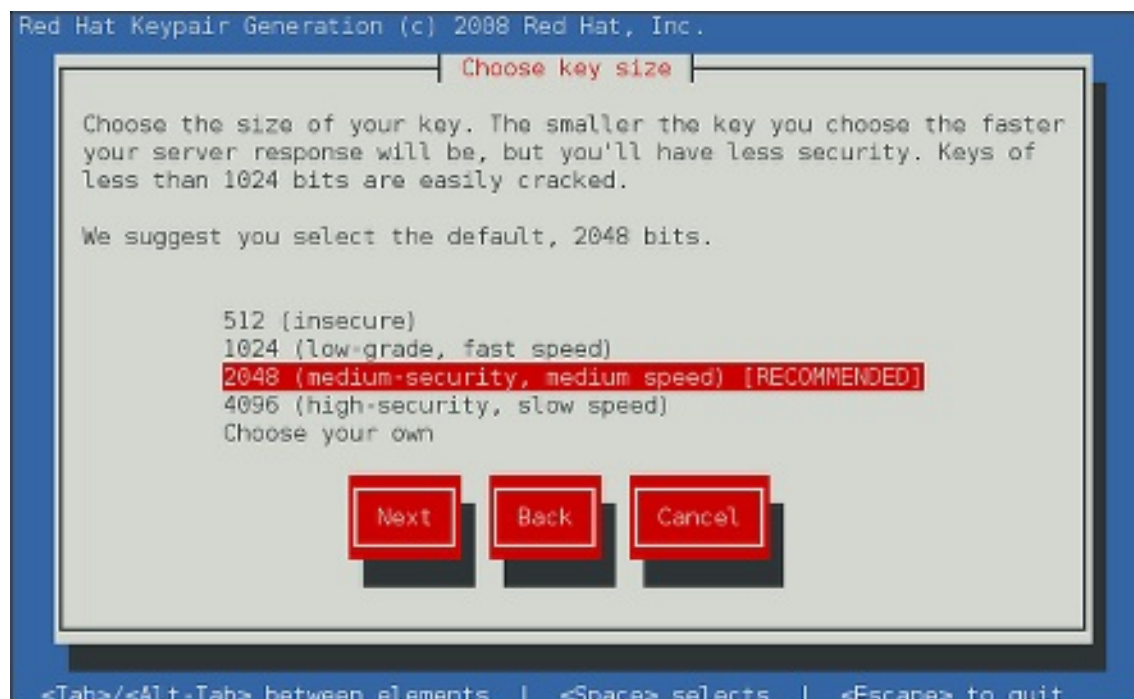 Red Hat Keypair Generation (c) 2008 Red Hat, Inc.
Choose key size
Choose the size of your key. The smaller the key you choose the faster
your server response will be, but you'll have less security. Keys of
less than 1024 bits are easily cracked.
We suggest you select the default, 2048 bits.
512 (insecure)
1024 (low-grade, fast speed)
2048 (medium-security, medium speed) [RECOMMENDED]
4096 (high-security, slow speed)
Choose your own
Next Back Cancel
<Tab>/<Alt-Tab> between elements | <Space> selects | <Escape> to quit